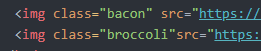 <img class="bacon" src="https://
<img class="broccoli"src="https: